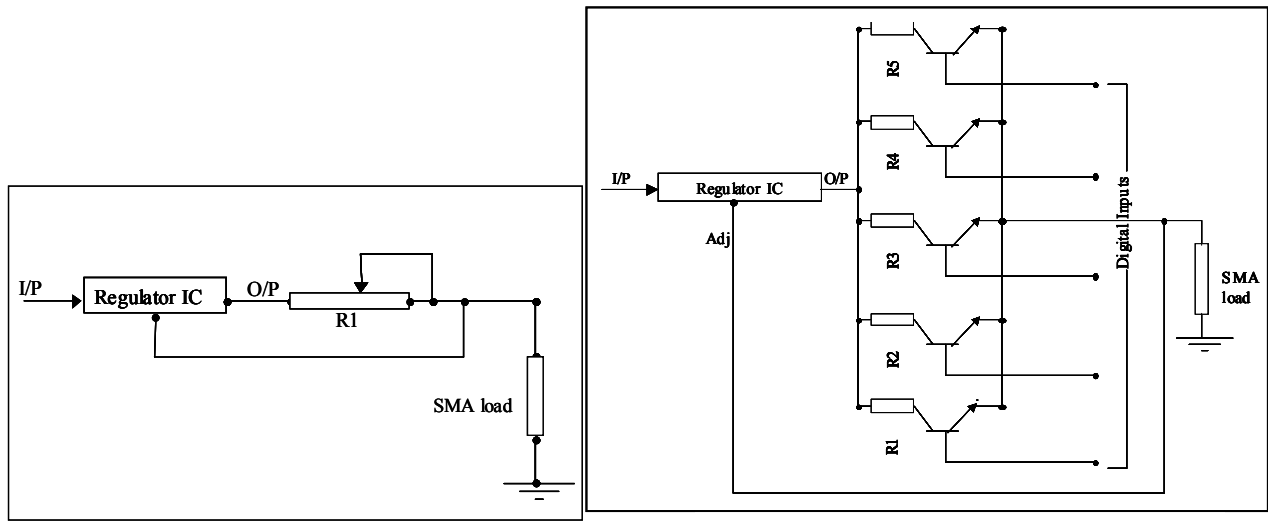 I/P
Regulator IC
O/P
R1
SMA load
I/P
Regulator IC
O/P
Adj
R5
R4
R3
R2
R1
Digital Inputs
SMA
load